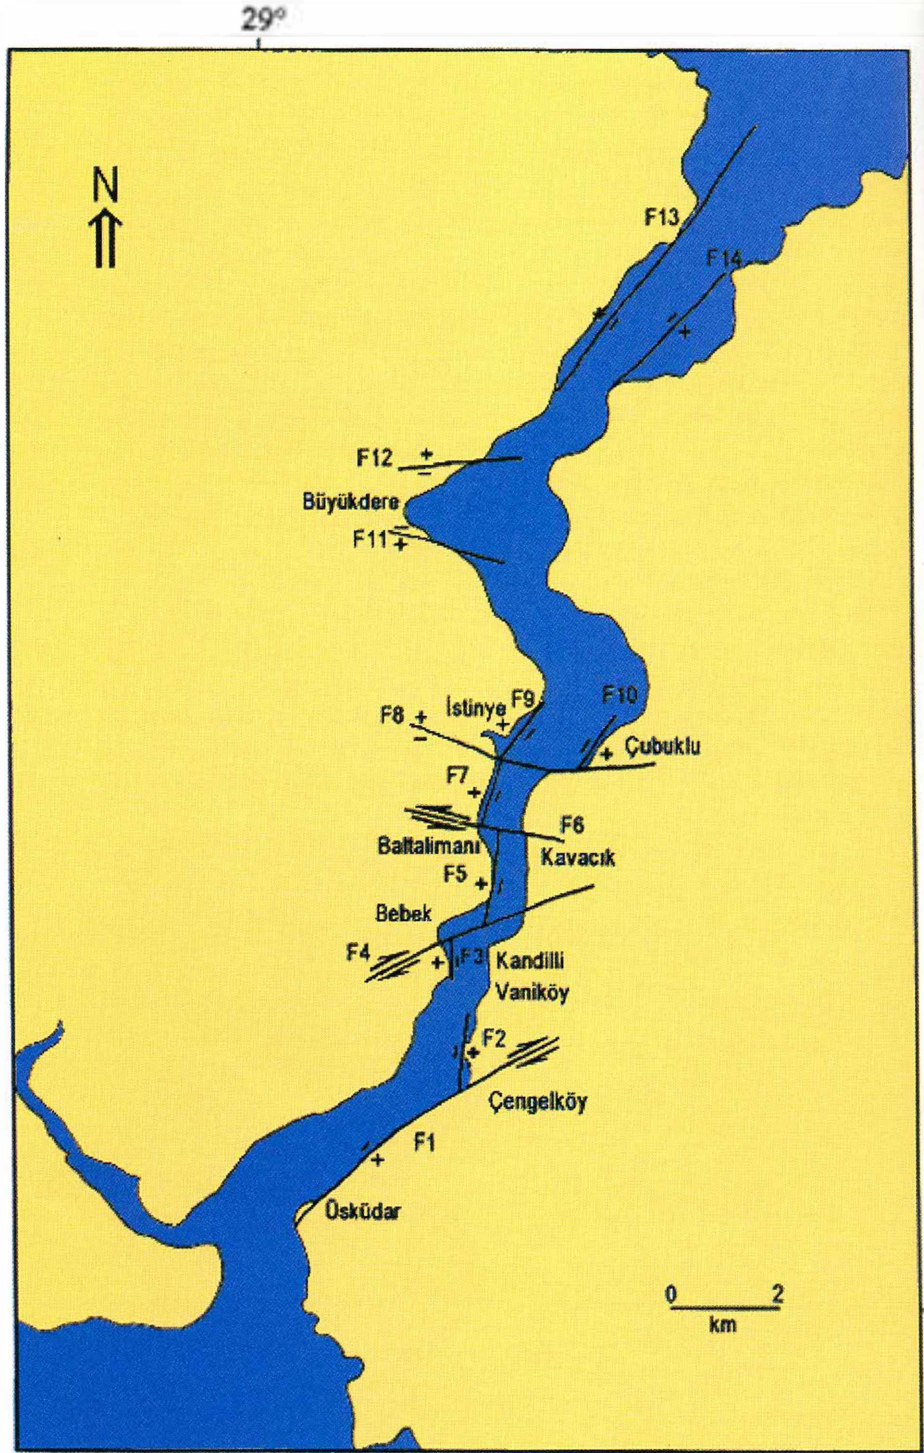 29°
N
F13
F14
F12
+
−
Büyükdere
−
F11
+
F8
+
−
İstinye
F9
+
F10
+
Çubuklu
F7
+
F6
Baltalimanı
Kavacık
F5
+
Bebek
F4
+
F3
Kandilli
Vaniköy
F2
+
Çengelköy
F1
+
Üsküdar
0 2
km